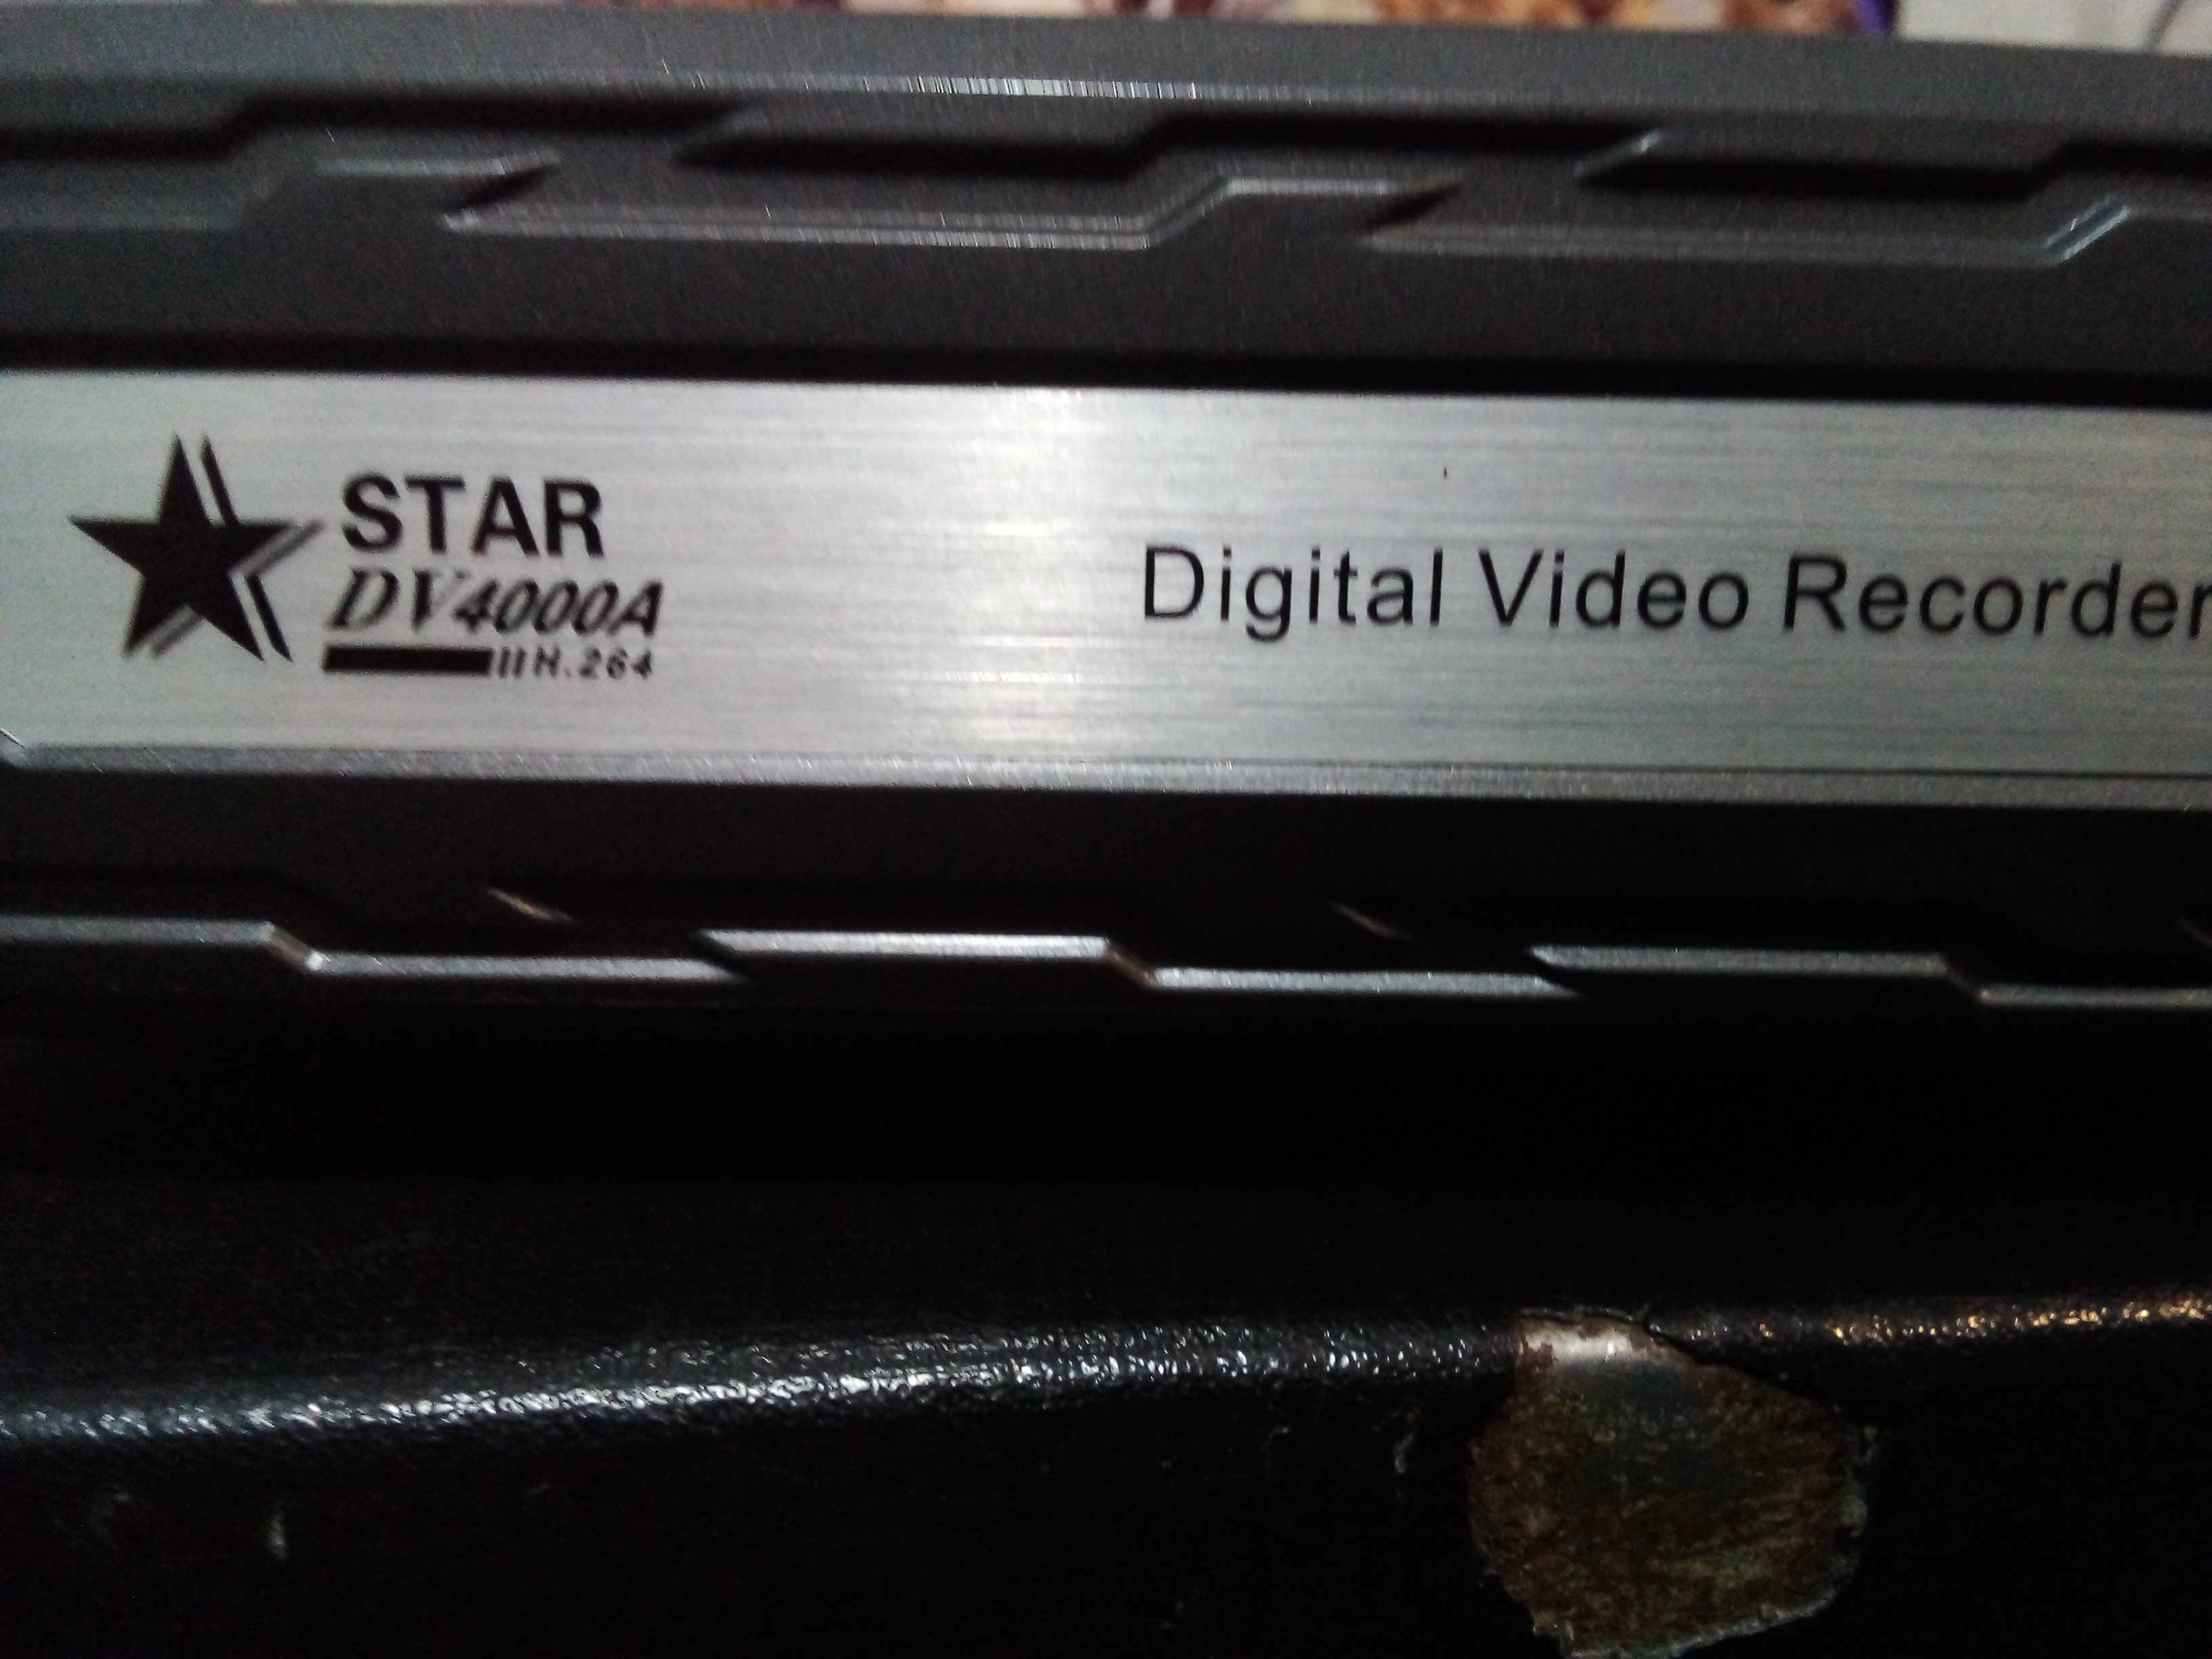 STAR
DV4000A
H.264
Digital Video Recorder